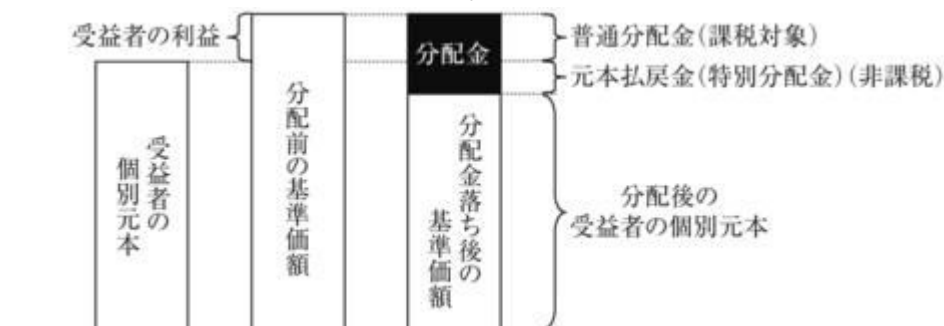 受益者の利益
分配金
普通分配金(課税対象)
元本払戻金(特別分配金)(非課税)
受益者の
個別元本
分配前の基準価額
分配金落ち後の
基準価額
分配後の
受益者の個別元本